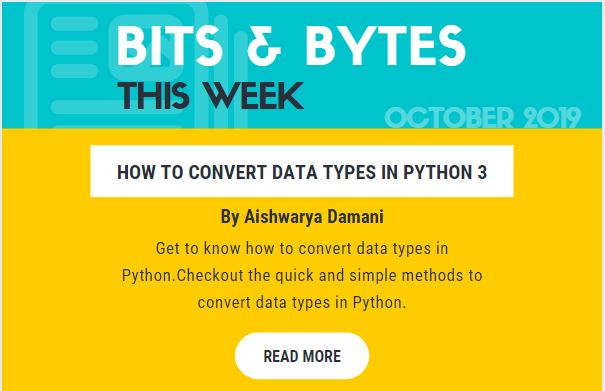 BITS & BYTES
THIS WEEK
OCTOBER 2019
HOW TO CONVERT DATA TYPES IN PYTHON 3
By Aishwarya Damani
Get to know how to convert data types in
Python.Checkout the quick and simple methods to
convert data types in Python.
READ MORE